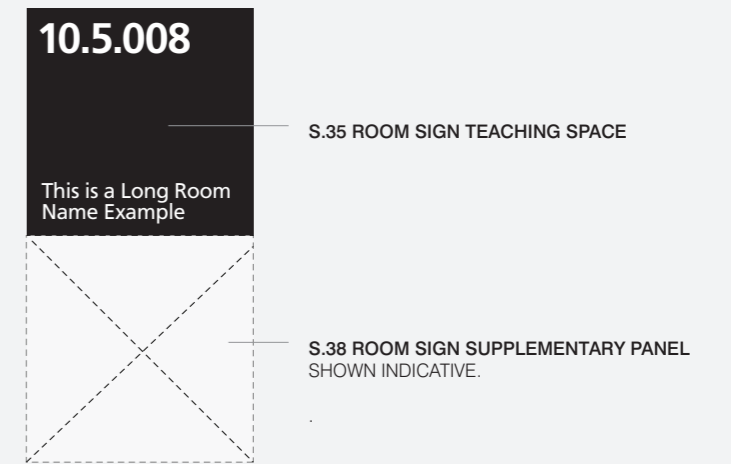 10.5.008
S.35 ROOM SIGN TEACHING SPACE
This is a Long Room
Name Example
S.38 ROOM SIGN SUPPLEMENTARY PANEL
SHOWN INDICATIVE.
.